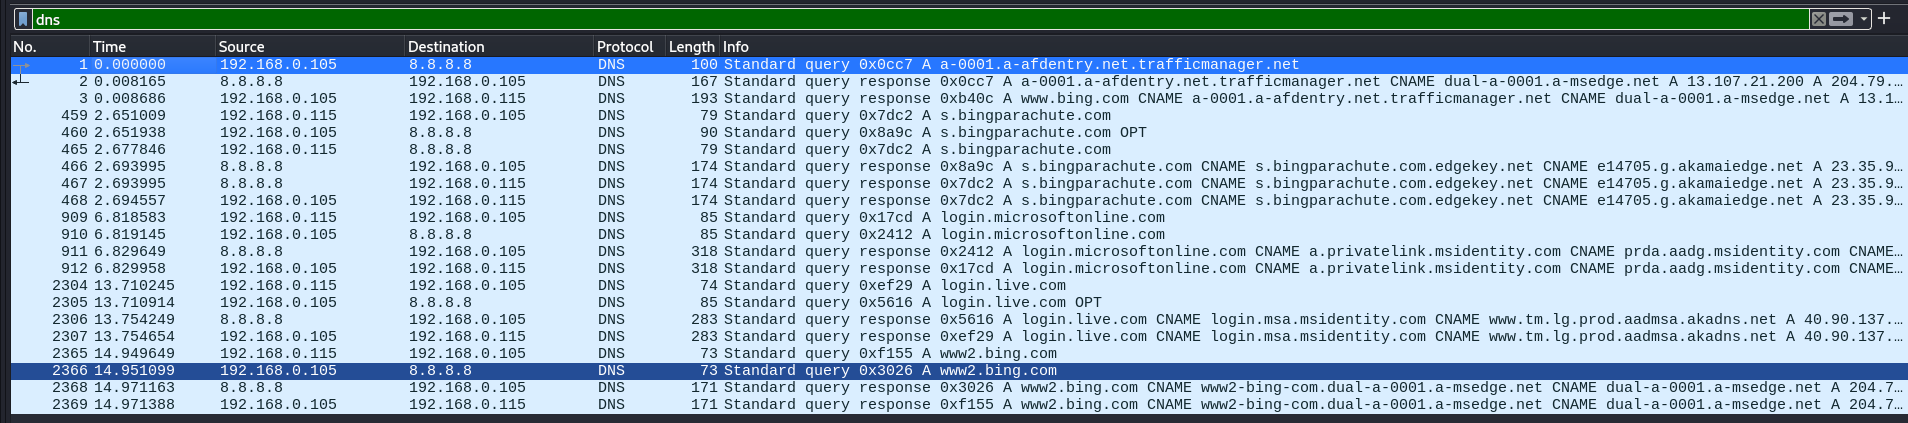 dns
No. Time Source Destination Protocol Length Info
1 0.000000 192.168.0.105 8.8.8.8 DNS 100 Standard query 0x0cc7 A a-0001.a-afdentry.net.trafficmanager.net
2 0.008165 8.8.8.8 192.168.0.105 DNS 167 Standard query response 0x0cc7 A a-0001.a-afdentry.net.trafficmanager.net CNAME dual-a-0001.a-msedge.net A 13.107.21.200 A 204.79...
3 0.008686 192.168.0.105 192.168.0.115 DNS 193 Standard query response 0xb40c A www.bing.com CNAME a-0001.a-afdentry.net.trafficmanager.net CNAME dual-a-0001.a-msedge.net A 13.1...
459 2.651009 192.168.0.115 192.168.0.105 DNS 79 Standard query 0x7dc2 A s.bingparachute.com
460 2.651938 192.168.0.105 8.8.8.8 DNS 90 Standard query 0x8a9c A s.bingparachute.com OPT
465 2.677846 192.168.0.115 8.8.8.8 DNS 79 Standard query 0x7dc2 A s.bingparachute.com
466 2.693995 8.8.8.8 192.168.0.105 DNS 174 Standard query response 0x8a9c A s.bingparachute.com CNAME s.bingparachute.com.edgekey.net CNAME e14705.g.akamaiedge.net A 23.35.9...
467 2.693995 8.8.8.8 192.168.0.115 DNS 174 Standard query response 0x7dc2 A s.bingparachute.com CNAME s.bingparachute.com.edgekey.net CNAME e14705.g.akamaiedge.net A 23.35.9...
468 2.694557 192.168.0.105 192.168.0.115 DNS 174 Standard query response 0x7dc2 A s.bingparachute.com CNAME s.bingparachute.com.edgekey.net CNAME e14705.g.akamaiedge.net A 23.35.9...
909 6.818583 192.168.0.115 192.168.0.105 DNS 85 Standard query 0x17cd A login.microsoftonline.com
910 6.819145 192.168.0.105 8.8.8.8 DNS 85 Standard query 0x2412 A login.microsoftonline.com
911 6.829649 8.8.8.8 192.168.0.105 DNS 318 Standard query response 0x2412 A login.microsoftonline.com CNAME a.privatelink.msidentity.com CNAME prda.aadg.msidentity.com CNAME...
912 6.829958 192.168.0.105 192.168.0.115 DNS 318 Standard query response 0x17cd A login.microsoftonline.com CNAME a.privatelink.msidentity.com CNAME prda.aadg.msidentity.com CNAME...
2304 13.710245 192.168.0.115 192.168.0.105 DNS 74 Standard query 0xef29 A login.live.com
2305 13.710914 192.168.0.105 8.8.8.8 DNS 85 Standard query 0x5616 A login.live.com OPT
2306 13.754249 8.8.8.8 192.168.0.105 DNS 283 Standard query response 0x5616 A login.live.com CNAME login.msa.msidentity.com CNAME www.tm.lg.prod.aadmsa.akadns.net A 40.90.137....
2307 13.754654 192.168.0.105 192.168.0.115 DNS 283 Standard query response 0xef29 A login.live.com CNAME login.msa.msidentity.com CNAME www.tm.lg.prod.aadmsa.akadns.net A 40.90.137....
2365 14.949649 192.168.0.115 192.168.0.105 DNS 73 Standard query 0xf155 A www2.bing.com
2366 14.951099 192.168.0.105 8.8.8.8 DNS 73 Standard query 0x3026 A www2.bing.com
2368 14.971163 8.8.8.8 192.168.0.105 DNS 171 Standard query response 0x3026 A www2.bing.com CNAME www2-bing-com.dual-a-0001.a-msedge.net CNAME dual-a-0001.a-msedge.net A 204.7...
2369 14.971388 192.168.0.105 192.168.0.115 DNS 171 Standard query response 0xf155 A www2.bing.com CNAME www2-bing-com.dual-a-0001.a-msedge.net CNAME dual-a-0001.a-msedge.net A 204.7...